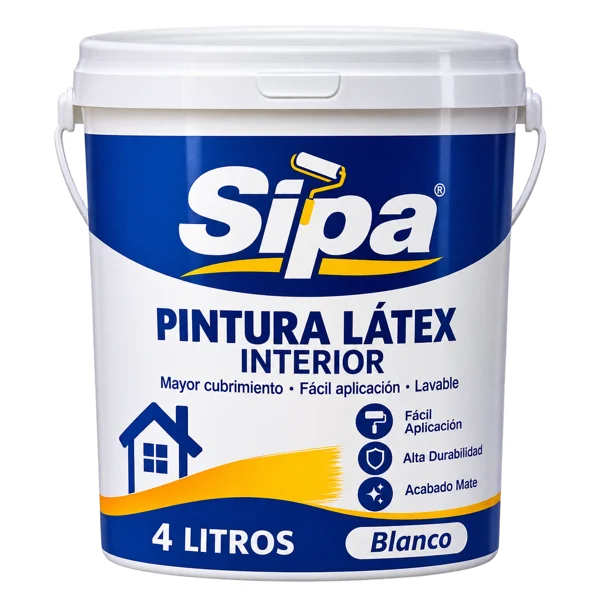 Sipa®
PINTURA LÁTEX
INTERIOR
Mayor cubrimiento • Fácil aplicación • Lavable
Fácil
Aplicación
Alta Durabilidad
Acabado Mate
4 LITROS
Blanco